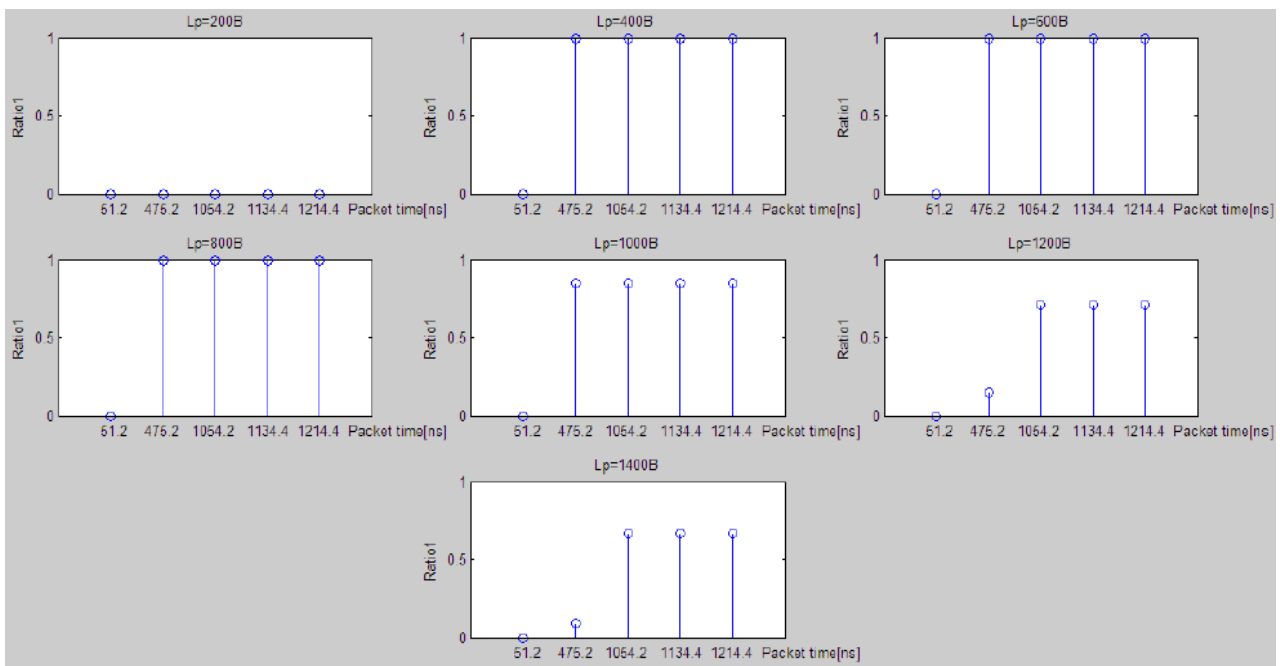 Lp=200B
1
0.5
0
Ratio1
51.2 475.2 1054.2 1134.4 1214.4 Packet time[ns]
Lp=400B
1
0.5
0
Ratio1
51.2 475.2 1054.2 1134.4 1214.4 Packet time[ns]
Lp=600B
1
0.5
0
Ratio1
51.2 475.2 1054.2 1134.4 1214.4 Packet time[ns]
Lp=800B
1
0.5
0
Ratio1
51.2 475.2 1054.2 1134.4 1214.4 Packet time[ns]
Lp=1000B
1
0.5
0
Ratio1
51.2 475.2 1054.2 1134.4 1214.4 Packet time[ns]
Lp=1200B
1
0.5
0
Ratio1
51.2 475.2 1054.2 1134.4 1214.4 Packet time[ns]
Lp=1400B
1
0.5
0
Ratio1
51.2 475.2 1054.2 1134.4 1214.4 Packet time[ns]